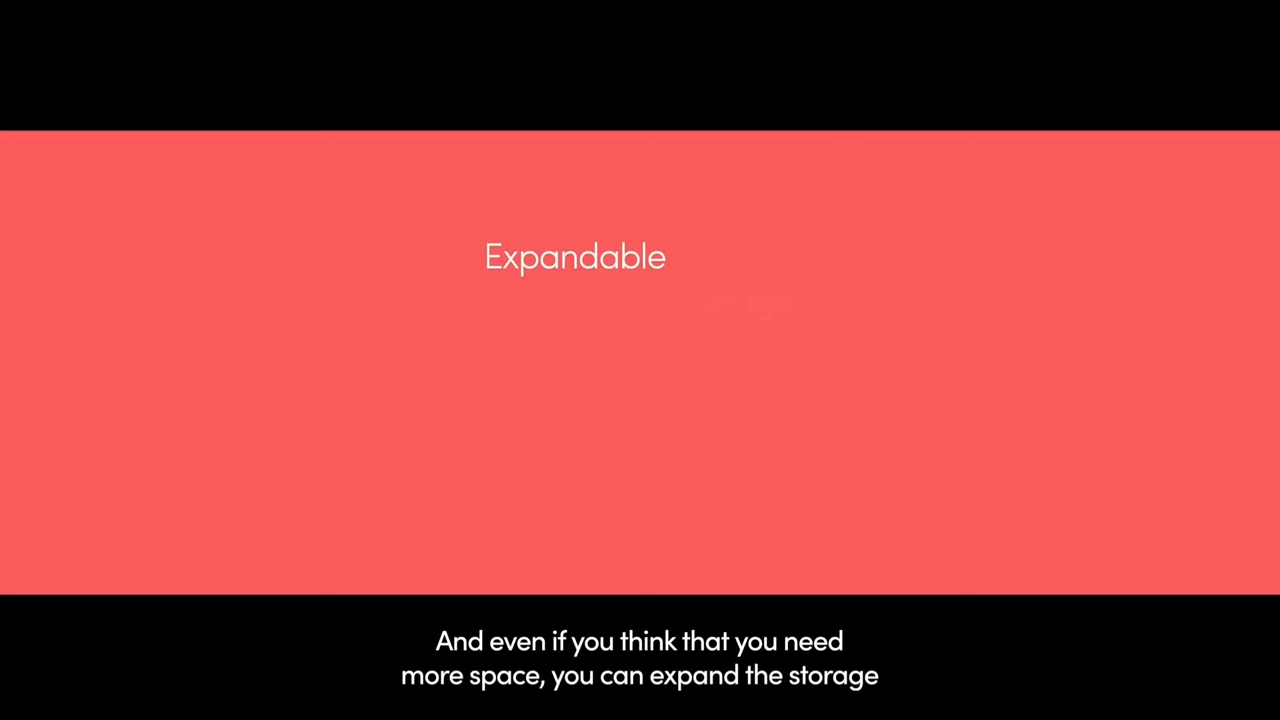 Expandable
And even if you think that you need
more space, you can expand the storage